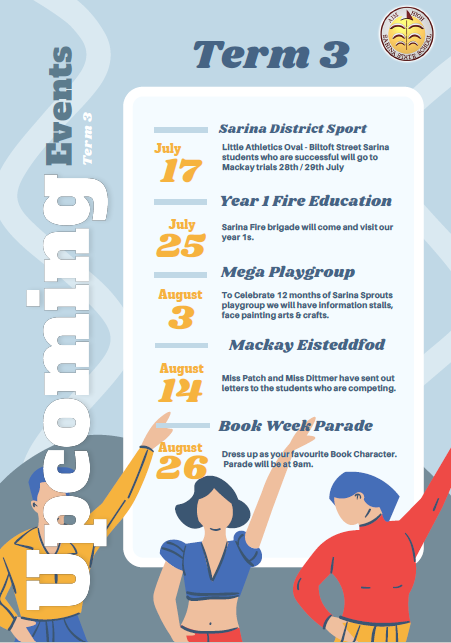 AIM HIGH
SARINA STATE SCHOOL
Term 3
Upcoming Events
Term 3
Sarina District Sport
July
17
Little Athletics Oval - Biltoft Street Sarina
students who are successful will go to
Mackay trials 28th / 29th July
Year 1 Fire Education
July
25
Sarina Fire brigade will come and visit our
year 1s.
Mega Playgroup
August
3
To Celebrate 12 months of Sarina Sprouts
playgroup we will have information stalls,
face painting arts & crafts.
Mackay Eisteddfod
August
14
Miss Patch and Miss Dittmer have sent out
letters to the students who are competing.
Book Week Parade
August
26
Dress up as your favourite Book Character.
Parade will be at 9am.